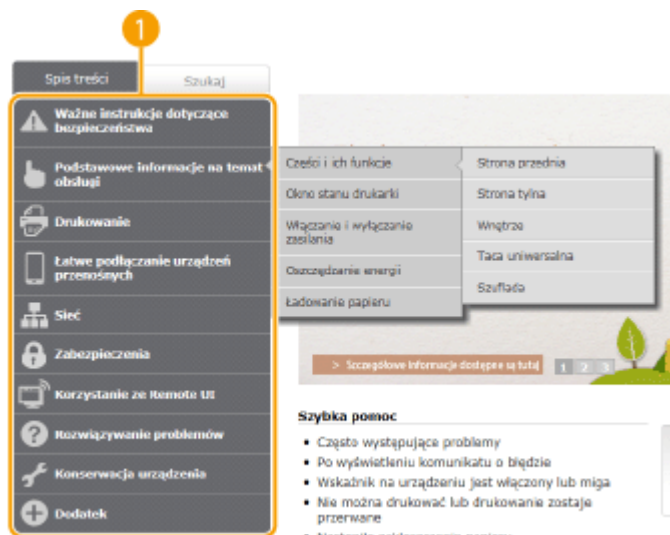 1
Spis treści
Szukaj
Ważne instrukcje dotyczące
bezpieczeństwa
Podstawowe informacje na temat
obsługi
Drukowanie
Łatwe podłączanie urządzeń
przenośnych
Sieć
Zabezpieczenia
Korzystanie ze Remote UI
Rozwiązywanie problemów
Konserwacja urządzenia
Dodatek
Części i ich funkcje
Okno stanu drukarki
Włączanie i wyłączanie
zasilania
Oszczędzanie energii
Ładowanie papieru
Strona przednia
Strona tylna
Wnętrze
Taca uniwersalna
Szuflada
> Szczegółowe informacje dostępne są tutaj
1 2 3
Szybka pomoc
• Często występujące problemy
• Po wyświetleniu komunikatu o błędzie
• Wskaźnik na urządzeniu jest włączony lub miga
• Nie można drukować lub drukowanie zostaje
przerwane